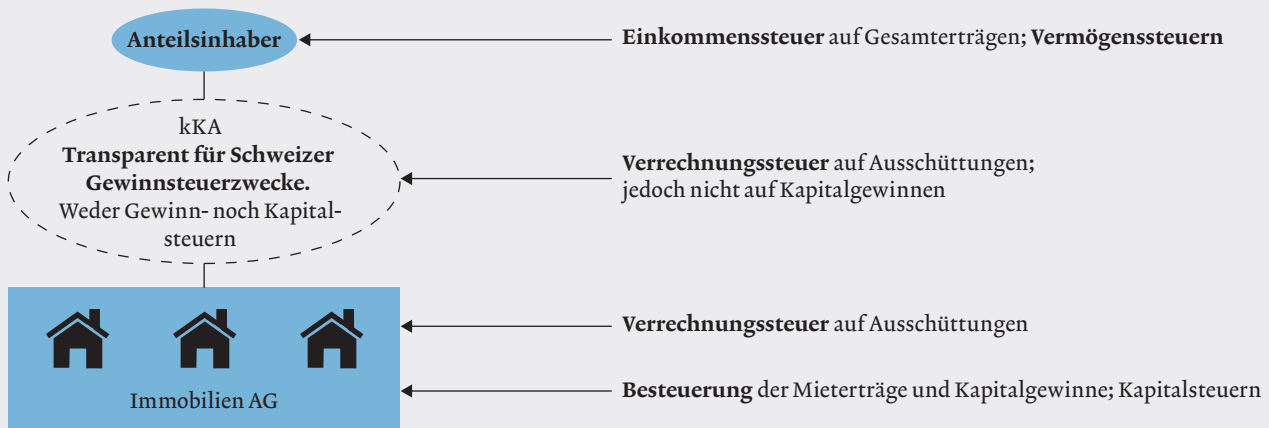 Anteilsinhaber
Einkommenssteuer auf Gesamterträgen; Vermögenssteuern
kKA
Transparent für Schweizer
Gewinnsteuerzwecke.
Weder Gewinn- noch Kapital-
steuern
Verrechnungssteuer auf Ausschüttungen;
jedoch nicht auf Kapitalgewinnen
Verrechnungssteuer auf Ausschüttungen
Immobilien AG
Besteuerung der Mieterträge und Kapitalgewinne; Kapitalsteuern